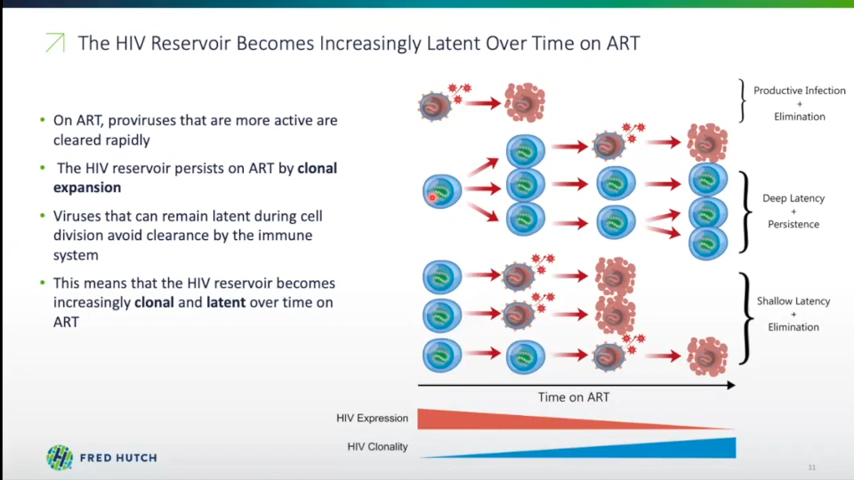 The HIV Reservoir Becomes Increasingly Latent Over Time on ART
• On ART, proviruses that are more active are
cleared rapidly
• The HIV reservoir persists on ART by clonal
expansion
• Viruses that can remain latent during cell
division avoid clearance by the immune
system
• This means that the HIV reservoir becomes
increasingly clonal and latent over time on
ART
Productive Infection
+
Elimination
Deep Latency
+
Persistence
Shallow Latency
+
Elimination
Time on ART
HIV Expression
HIV Clonality
FRED HUTCH
11